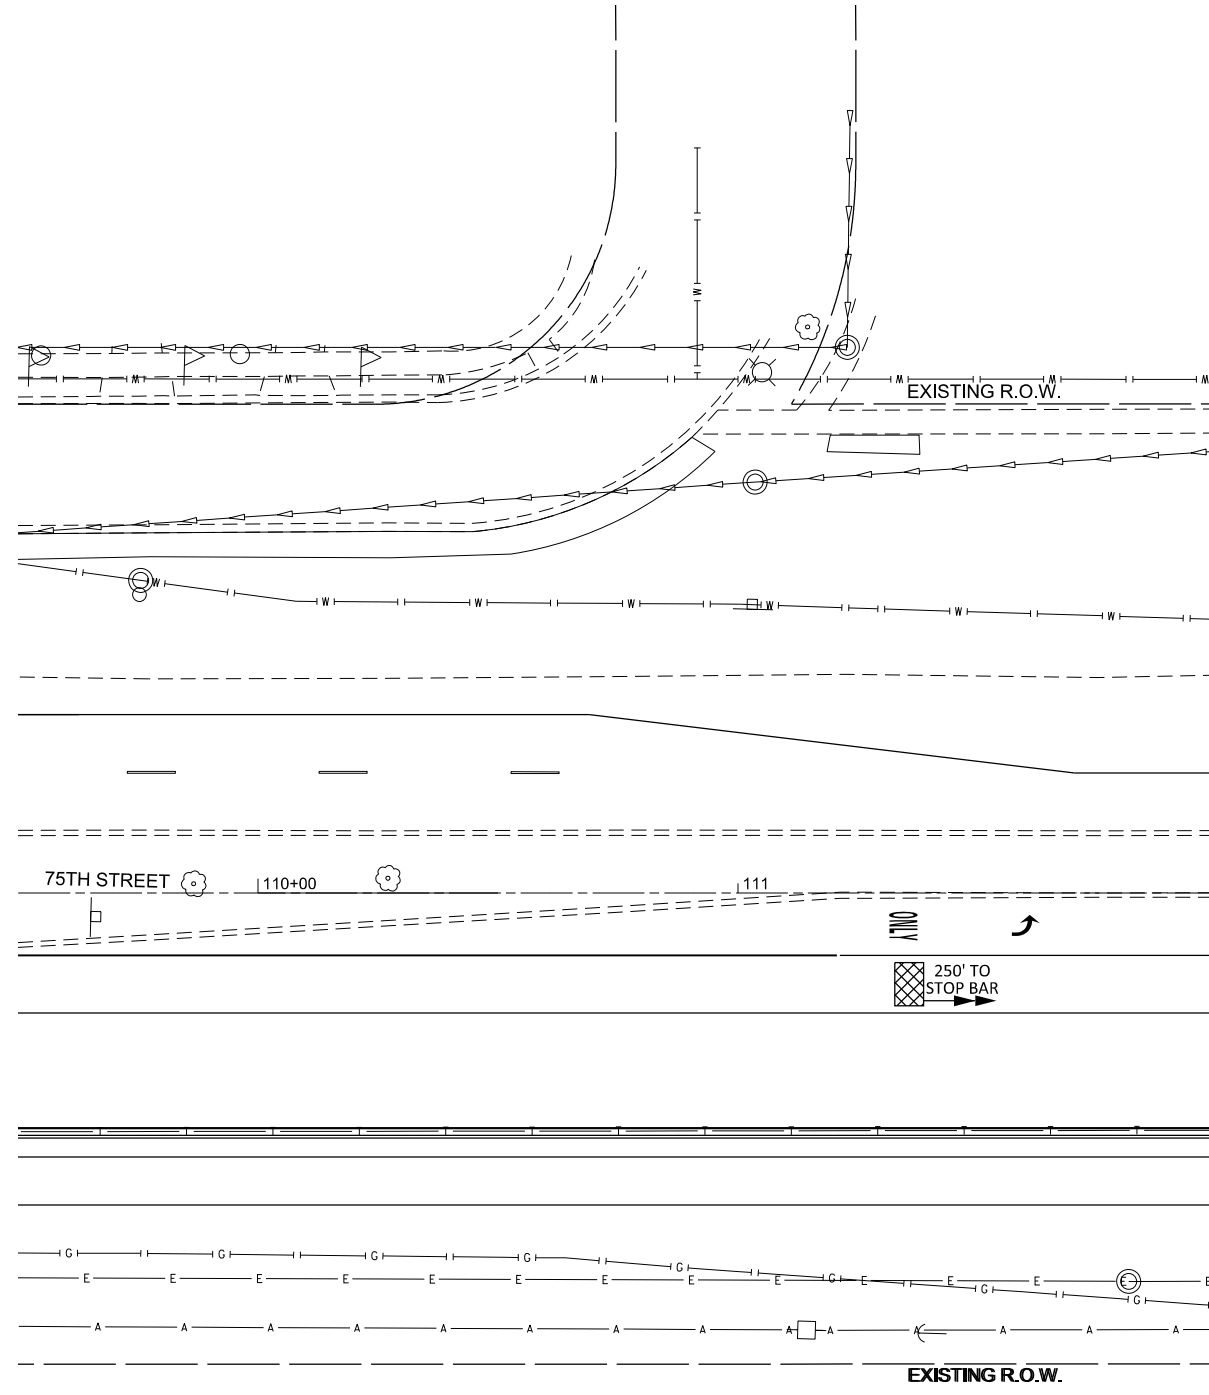 W
W W W W W W W W
EXISTING R.O.W.
W
W W W W W W
75TH STREET 110+00 111
ONLY
250' TO
STOP BAR
G G G G G G G G
E E E E E E E E E E E E E E
A A A A A A A A A A A A A A
EXISTING R.O.W.